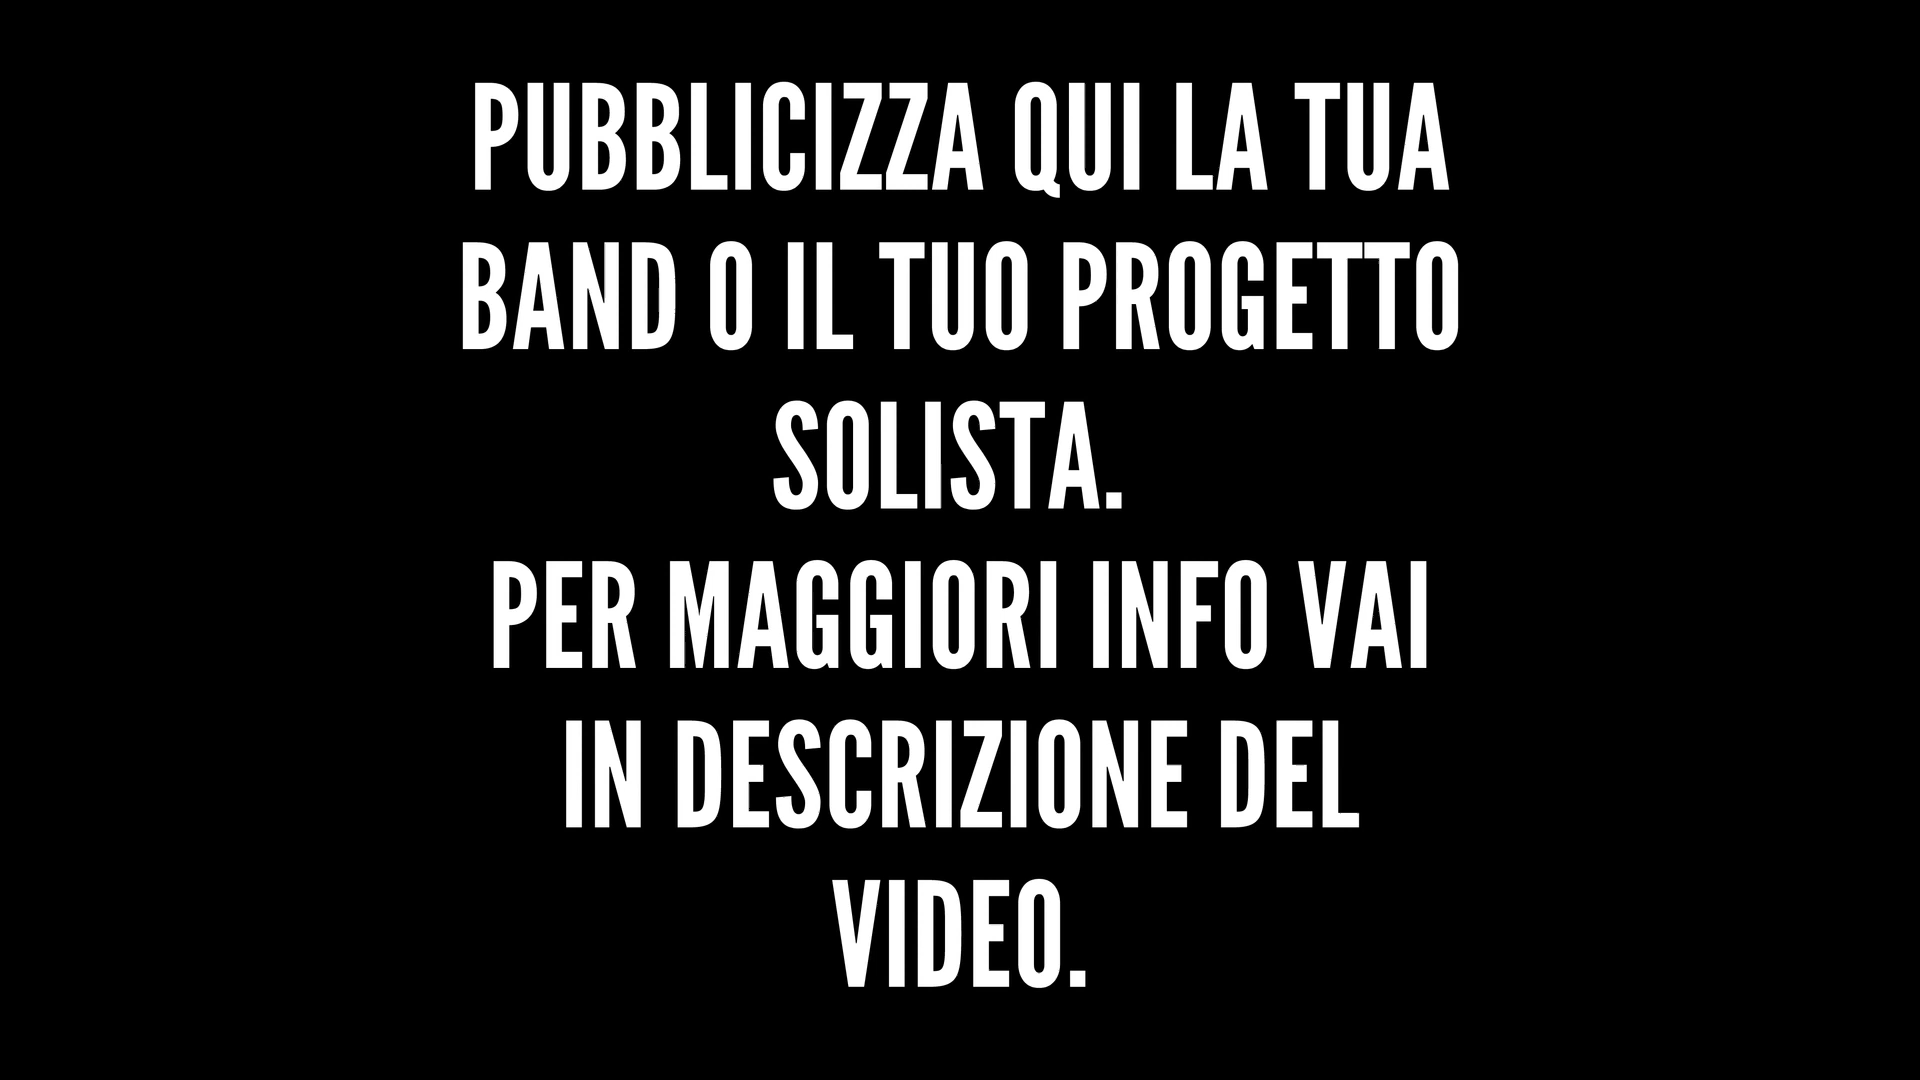 PUBBLICIZZA QUI LA TUA
BAND O IL TUO PROGETTO
SOLISTA.
PER MAGGIORI INFO VAI
IN DESCRIZIONE DEL
VIDEO.